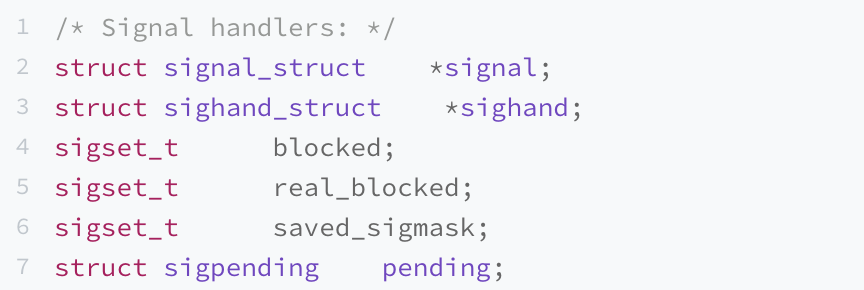 1 /* Signal handlers: */
2 struct signal_struct    *signal;
3 struct sighand_struct    *sighand;
4 sigset_t      blocked;
5 sigset_t      real_blocked;
6 sigset_t      saved_sigmask;
7 struct sigpending    pending;